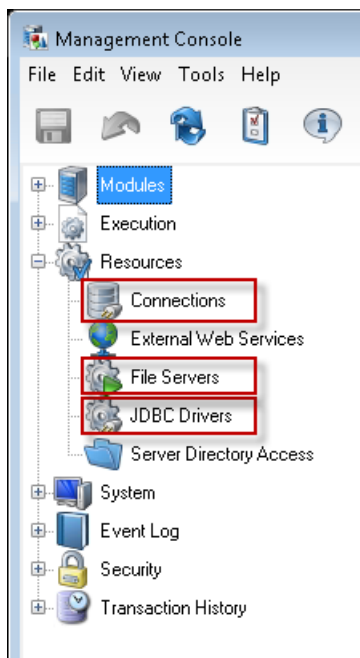 Management Console
File Edit View Tools Help
Modules
Execution
Resources
Connections
External Web Services
File Servers
JDBC Drivers
Server Directory Access
System
Event Log
Security
Transaction History